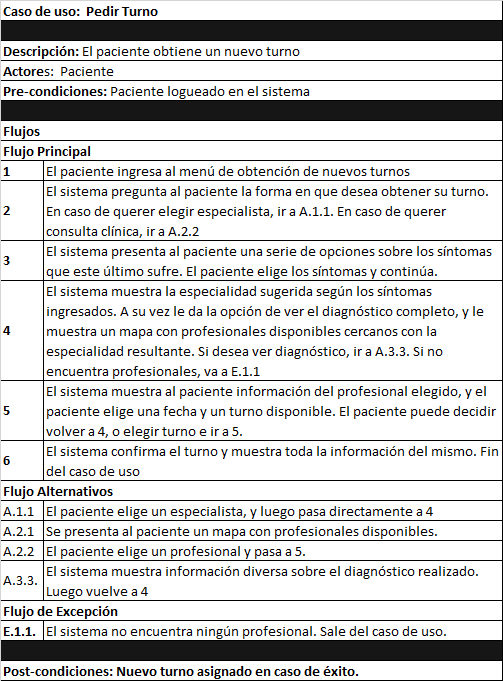 Caso de uso: Pedir Turno
Descripción: El paciente obtiene un nuevo turno
Actores: Paciente
Pre-condiciones: Paciente logueado en el sistema
Flujos
Flujo Principal
1 El paciente ingresa al menú de obtención de nuevos turnos
El sistema pregunta al paciente la forma en que desea obtener su turno.
2 En caso de querer elegir especialista, ir a A.1.1. En caso de querer
consulta clínica, ir a A.2.2
3 El sistema presenta al paciente una serie de opciones sobre los síntomas
que este último sufre. El paciente elige los síntomas y continúa.
El sistema muestra la especialidad sugerida según los síntomas
ingresados. A su vez le da la opción de ver el diagnóstico completo, y le
4 muestra un mapa con profesionales disponibles cercanos con la
especialidad resultante. Si desea ver diagnóstico, ir a A.3.3. Si no
encuentra profesionales, va a E.1.1
El sistema muestra al paciente información del profesional elegido, y el
5 paciente elige una fecha y un turno disponible. El paciente puede decidir
volver a 4, o elegir turno e ir a 5.
6 El sistema confirma el turno y muestra toda la información del mismo. Fin
del caso de uso
Flujo Alternativos
A.1.1 El paciente elige un especialista, y luego pasa directamente a 4
A.2.1 Se presenta al paciente un mapa con profesionales disponibles.
A.2.2 El paciente elige un profesional y pasa a 5.
A.3.3. El sistema muestra información diversa sobre el diagnóstico realizado.
Luego vuelve a 4
Flujo de Excepción
E.1.1. El sistema no encuentra ningún profesional. Sale del caso de uso.
Post-condiciones: Nuevo turno asignado en caso de éxito.